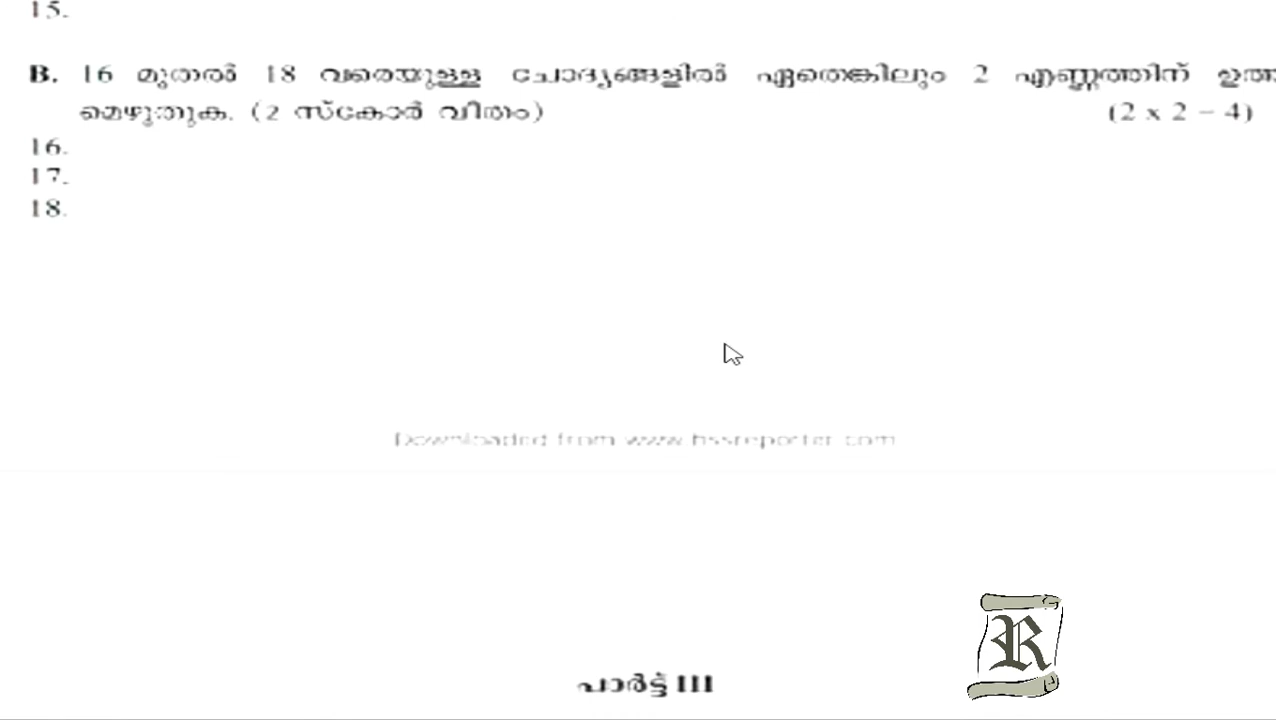 15.
B. 16 മുതൽ 18 വരെയുള്ള ചോദ്യങ്ങളിൽ ഏതെങ്കിലും 2 എണ്ണത്തിന് ഉത്ത
മെഴുതുക. (2 സ്കോർ വീതം) (2 x 2 = 4)
16.
17.
18.
Downloaded from www.hssreporter.com
R
പാർട്ട് III